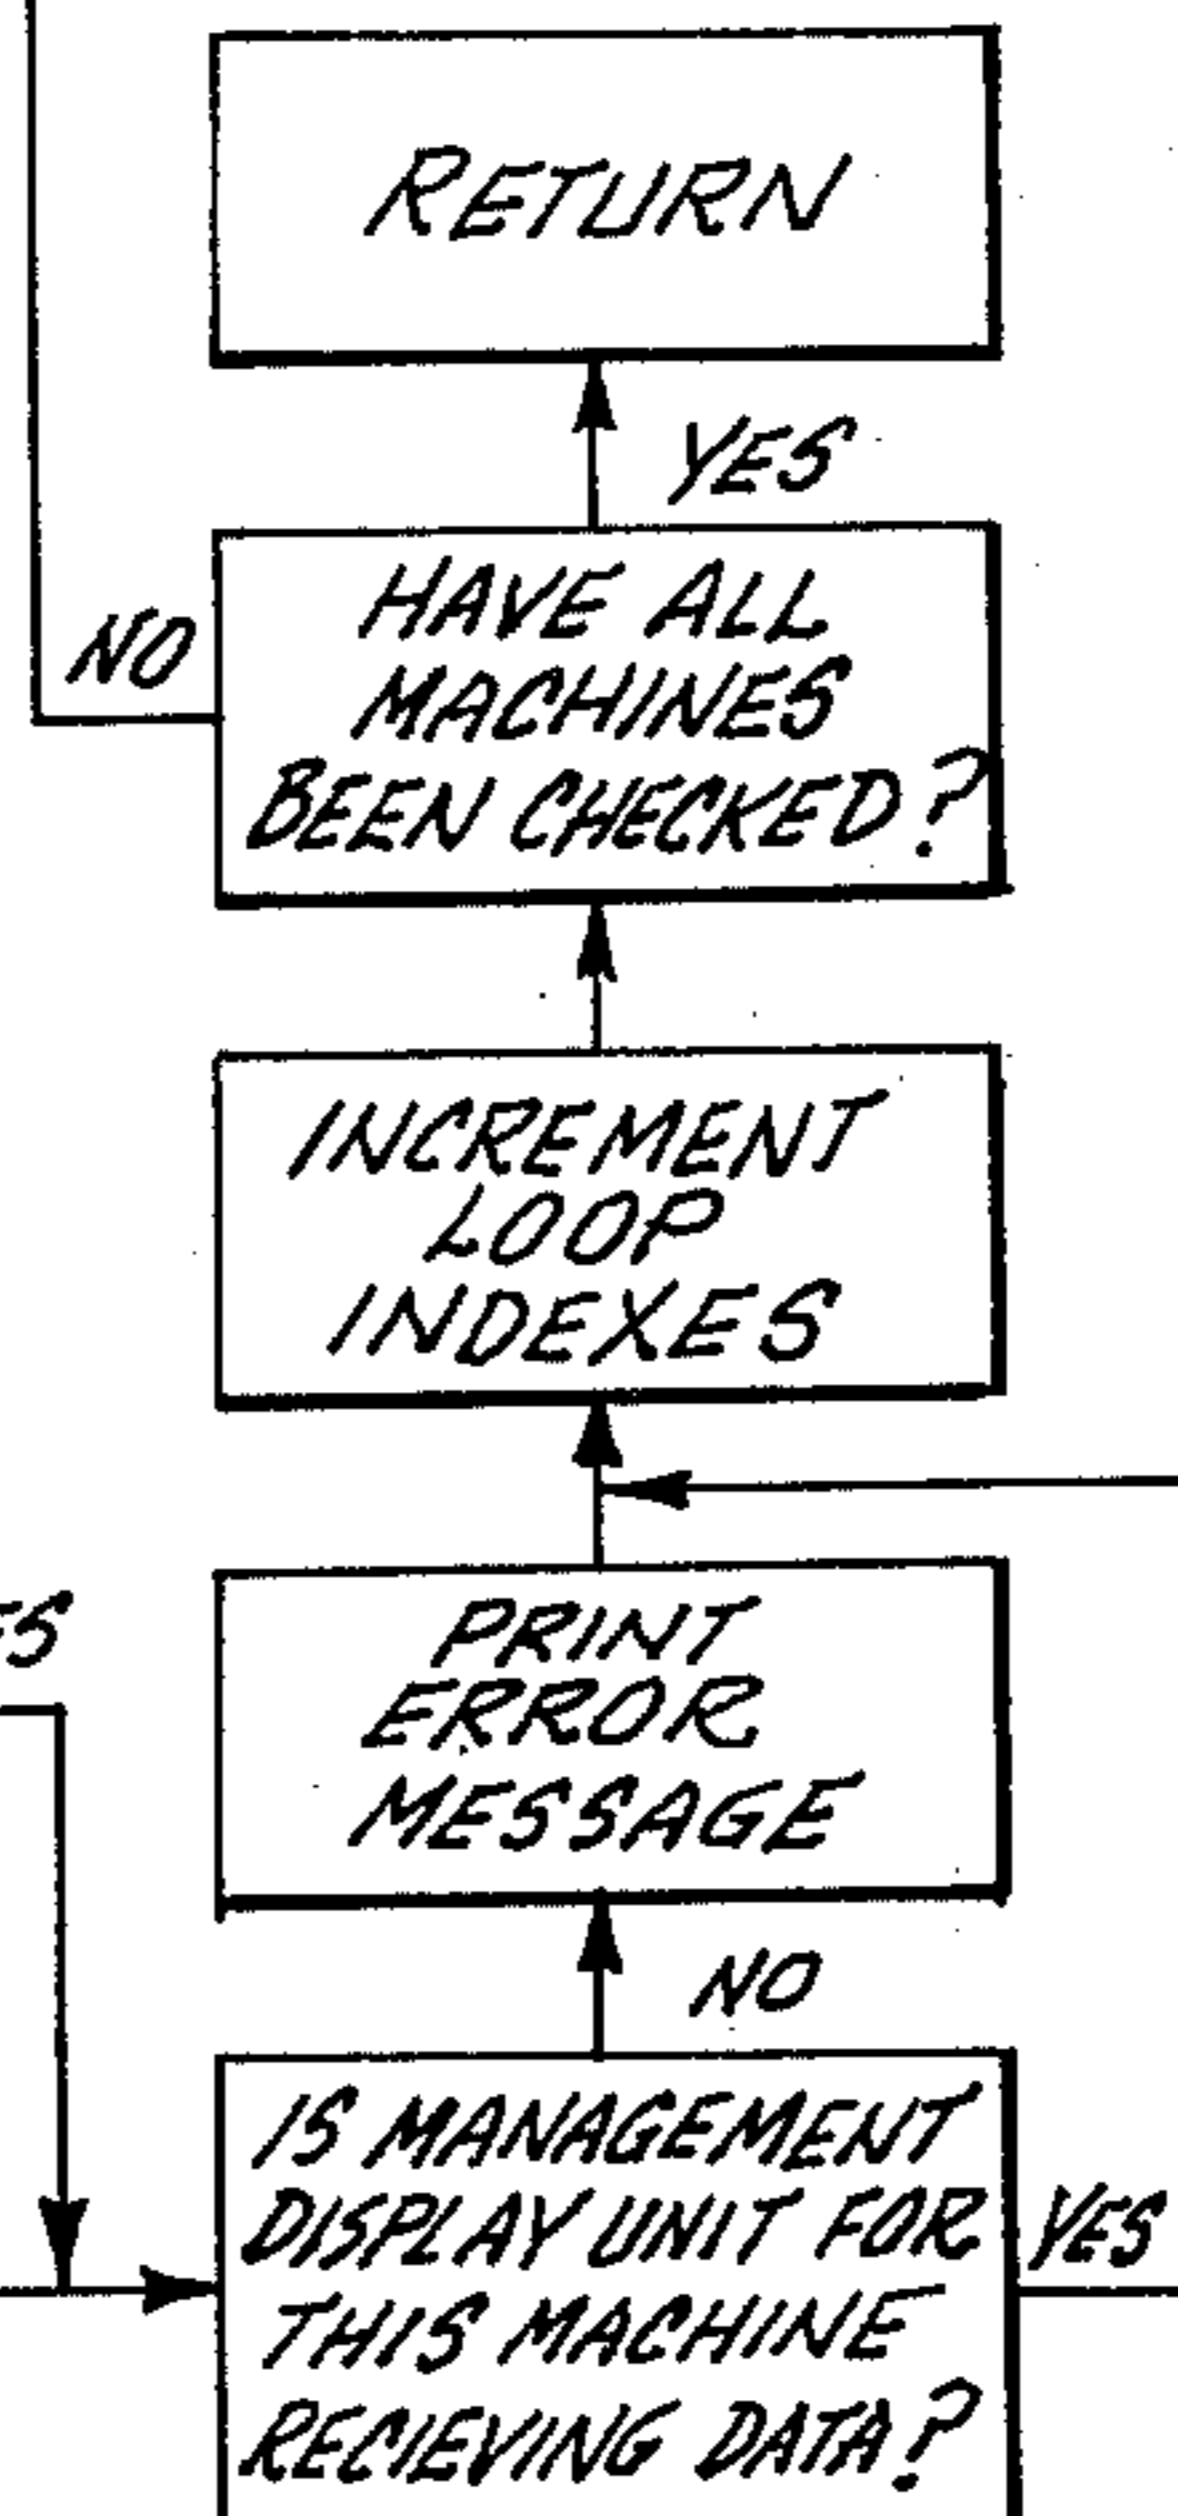 RETURN
YES
HAVE ALL
MACHINES
BEEN CHECKED?
NO
INCREMENT
LOOP
INDEXES
PRINT
ERROR
MESSAGE
NO
IS MANAGEMENT
DISPLAY UNIT FOR
THIS MACHINE
RECIEVING DATA?
YES